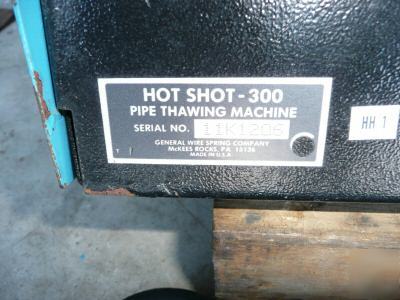 HOT SHOT-300
PIPE THAWING MACHINE
SERIAL NO. 11K1206
GENERAL WIRE SPRING COMPANY
McKEES ROCKS, PA 15136
MADE IN U.S.A
HH 1